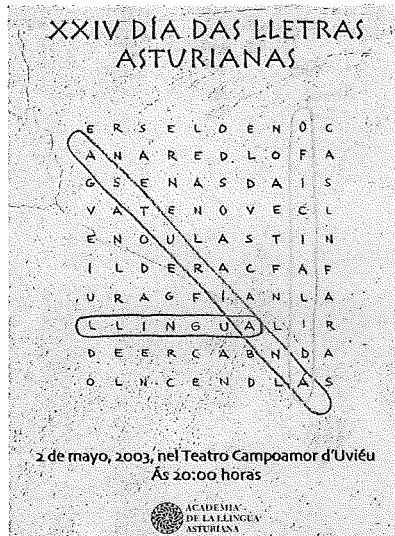 XXIV DÍA DAS LLETRAS
ASTURIANAS
E R S E L O E N O C
A N A R E D L O F A
G S E N A S D A I S
V A T E N O V E C L
E N O U L A S T I N
I L D E R A C F A F
U R A G F I A N L A
L L I N G U A L I R
D E E R C A B N D A
O L N C E N D L A S
2 de mayo, 2003, nel Teatro Campoamor d'Uviéu
Ás 20:00 horas
ACADEMIA
DE LA LLINGUA
ASTURIANA